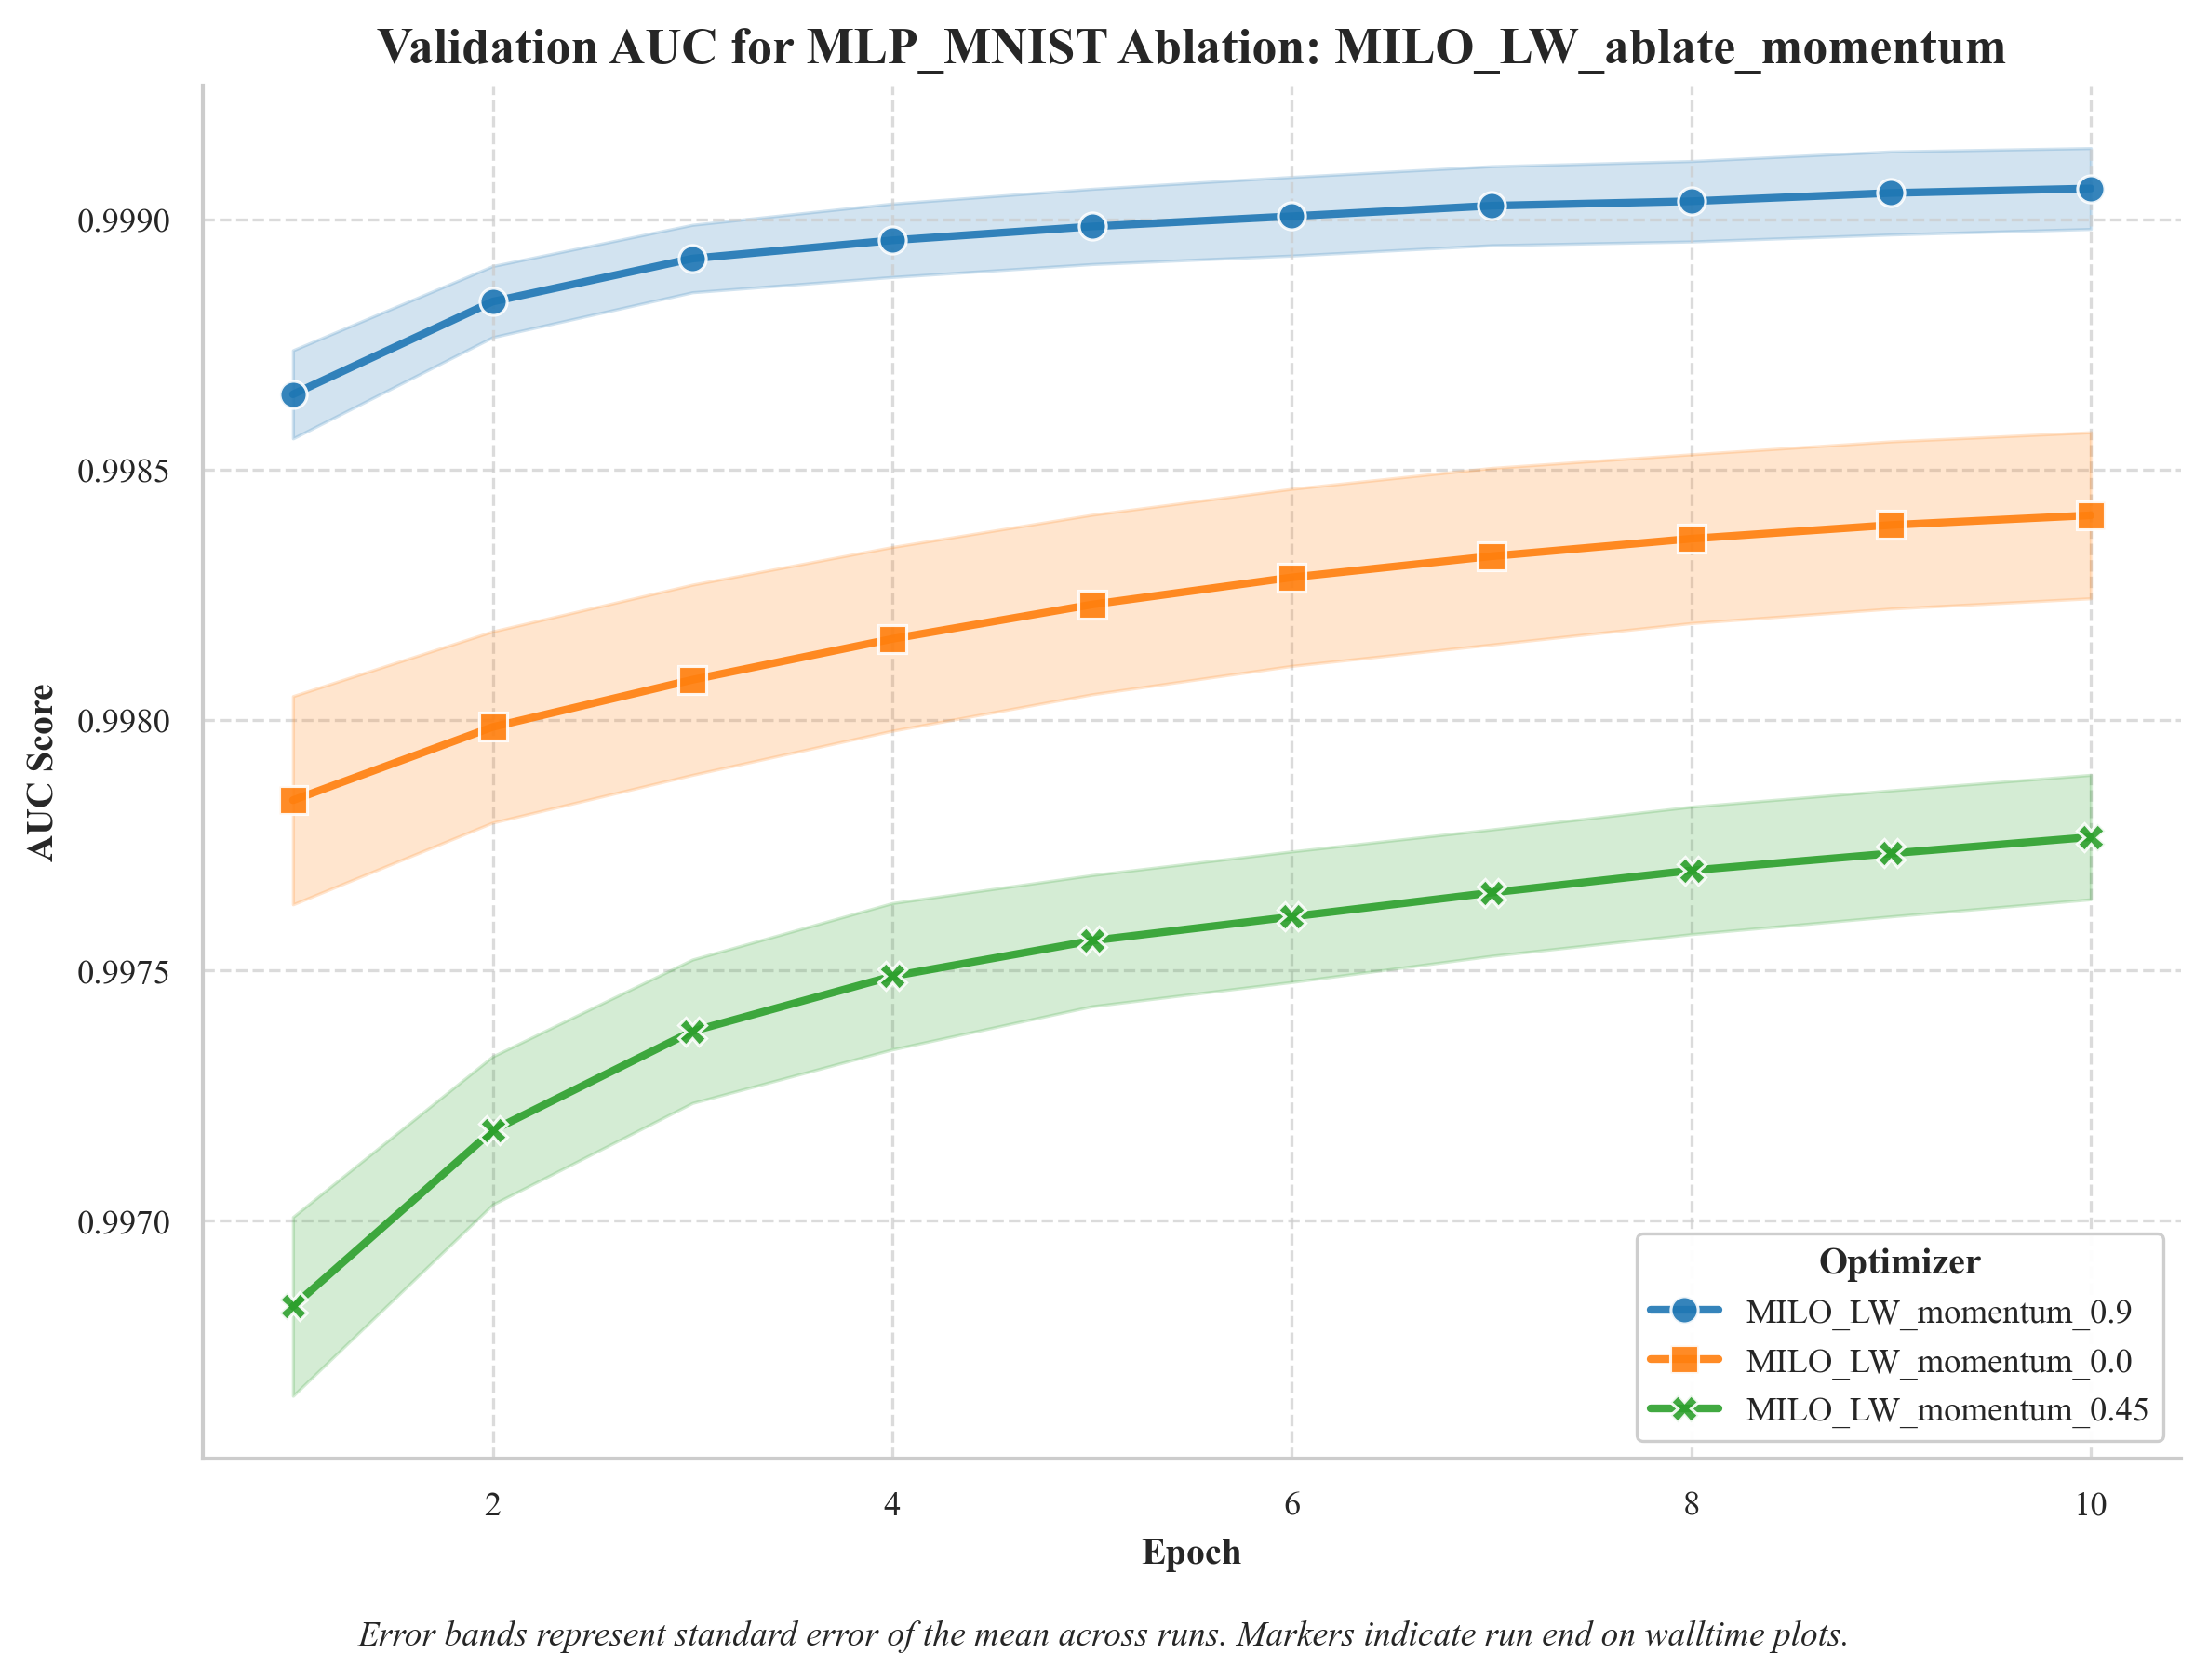 Validation AUC for MLP_MNIST Ablation: MILO_LW_ablate_momentum
0.9990
0.9985
0.9980
0.9975
0.9970
AUC Score
Optimizer
MILO_LW_momentum_0.9
MILO_LW_momentum_0.0
MILO_LW_momentum_0.45
2 4 6 8 10
Epoch
Error bands represent standard error of the mean across runs. Markers indicate run end on walltime plots.